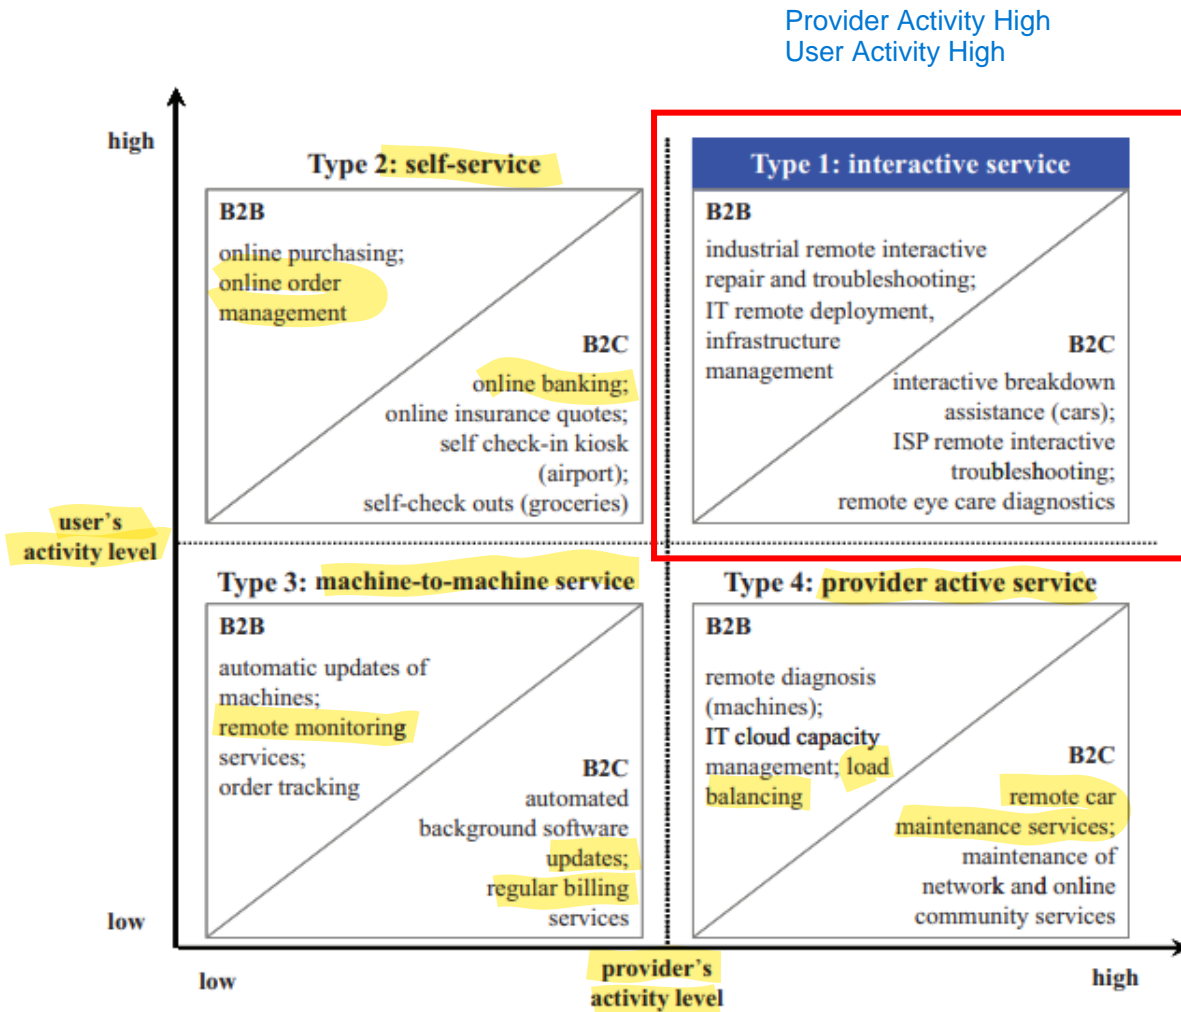 Provider Activity High
User Activity High
high
Type 2: self-service
B2B
online purchasing;
online order
management
B2C
online banking;
online insurance quotes;
self check-in kiosk
(airport);
self-check outs (groceries)
Type 1: interactive service
B2B
industrial remote interactive
repair and troubleshooting;
IT remote deployment,
infrastructure
management
B2C
interactive breakdown
assistance (cars);
ISP remote interactive
troubleshooting;
remote eye care diagnostics
user's
activity level
Type 3: machine-to-machine service
B2B
automatic updates of
machines;
remote monitoring
services;
order tracking
B2C
automated
background software
updates;
regular billing
services
Type 4: provider active service
B2B
remote diagnosis
(machines);
IT cloud capacity
management; load
balancing
B2C
remote car
maintenance services;
maintenance of
network and online
community services
low
low
provider's
activity level
high